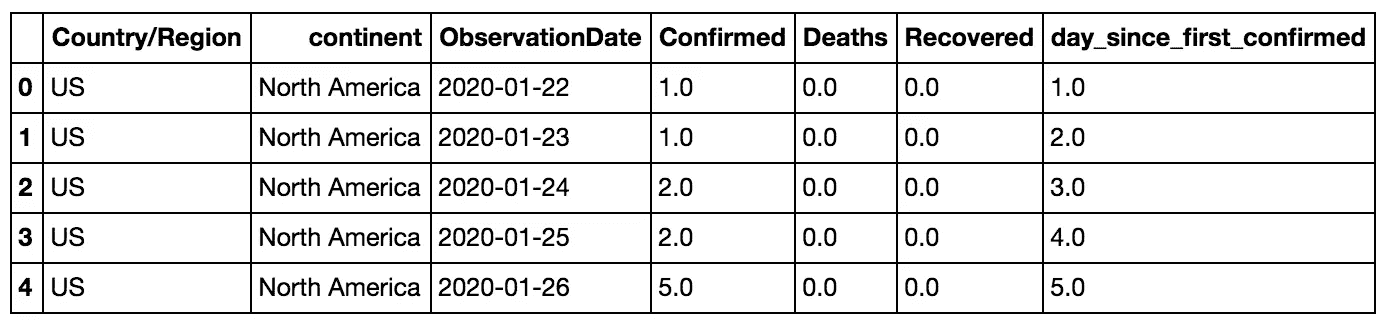 Country/Region continent ObservationDate Confirmed Deaths Recovered day_since_first_confirmed
0 US North America 2020-01-22 1.0 0.0 0.0 1.0
1 US North America 2020-01-23 1.0 0.0 0.0 2.0
2 US North America 2020-01-24 2.0 0.0 0.0 3.0
3 US North America 2020-01-25 2.0 0.0 0.0 4.0
4 US North America 2020-01-26 5.0 0.0 0.0 5.0